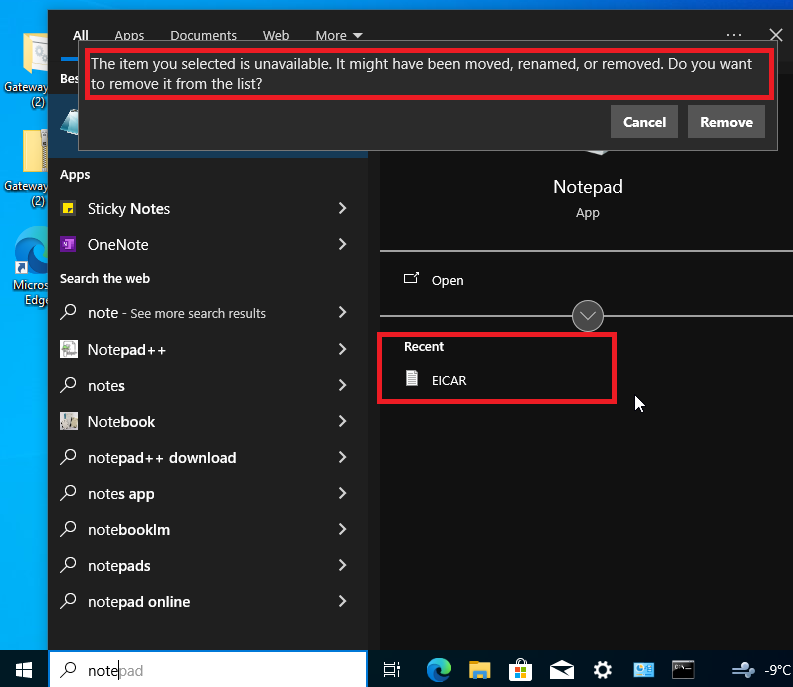 All Apps Documents Web More ... 
The item you selected is unavailable. It might have been moved, renamed, or removed. Do you want
to remove it from the list?
Cancel Remove
Gateway
(2)
Gateway
(2)
Micros
Edge
Bes
Apps
Sticky Notes
OneNote
Search the web
note - See more search results
Notepad++
notes
Notebook
notepad++ download
notes app
notebooklm
notepads
notepad online
Notepad
App
Open
Recent
EICAR
notepad
-9°C